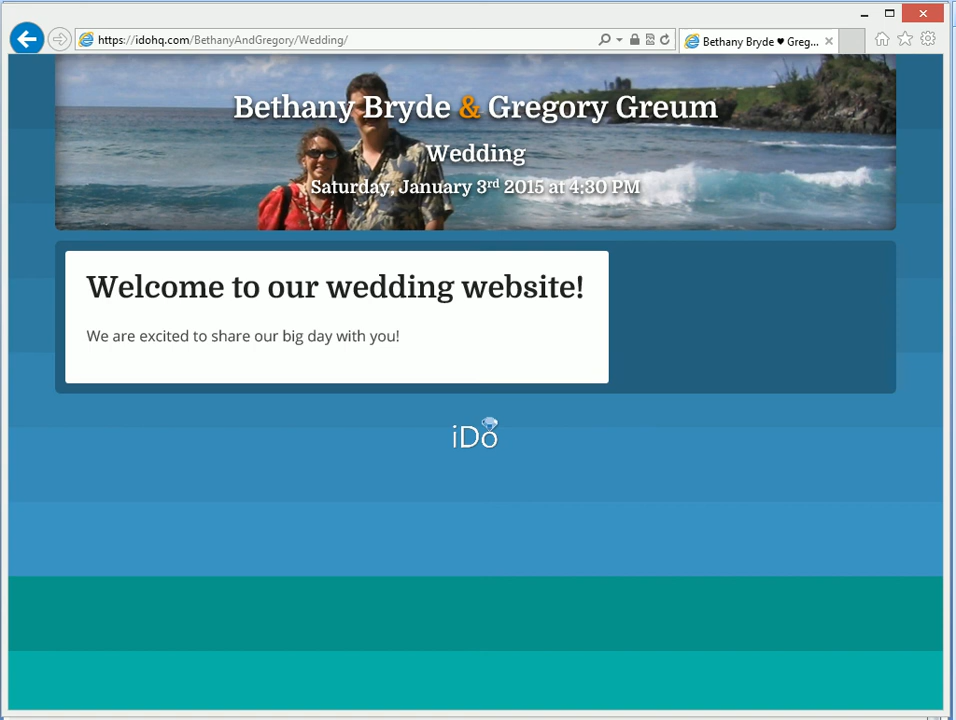 https://idohq.com/BethanyAndGregory/Wedding/
Bethany Bryde ♥ Greg...
Bethany Bryde & Gregory Greum
Wedding
Saturday, January 3rd 2015 at 4:30 PM
Welcome to our wedding website!
We are excited to share our big day with you!
iDo